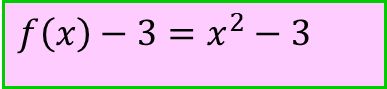 f(x) − 3 = x² − 3